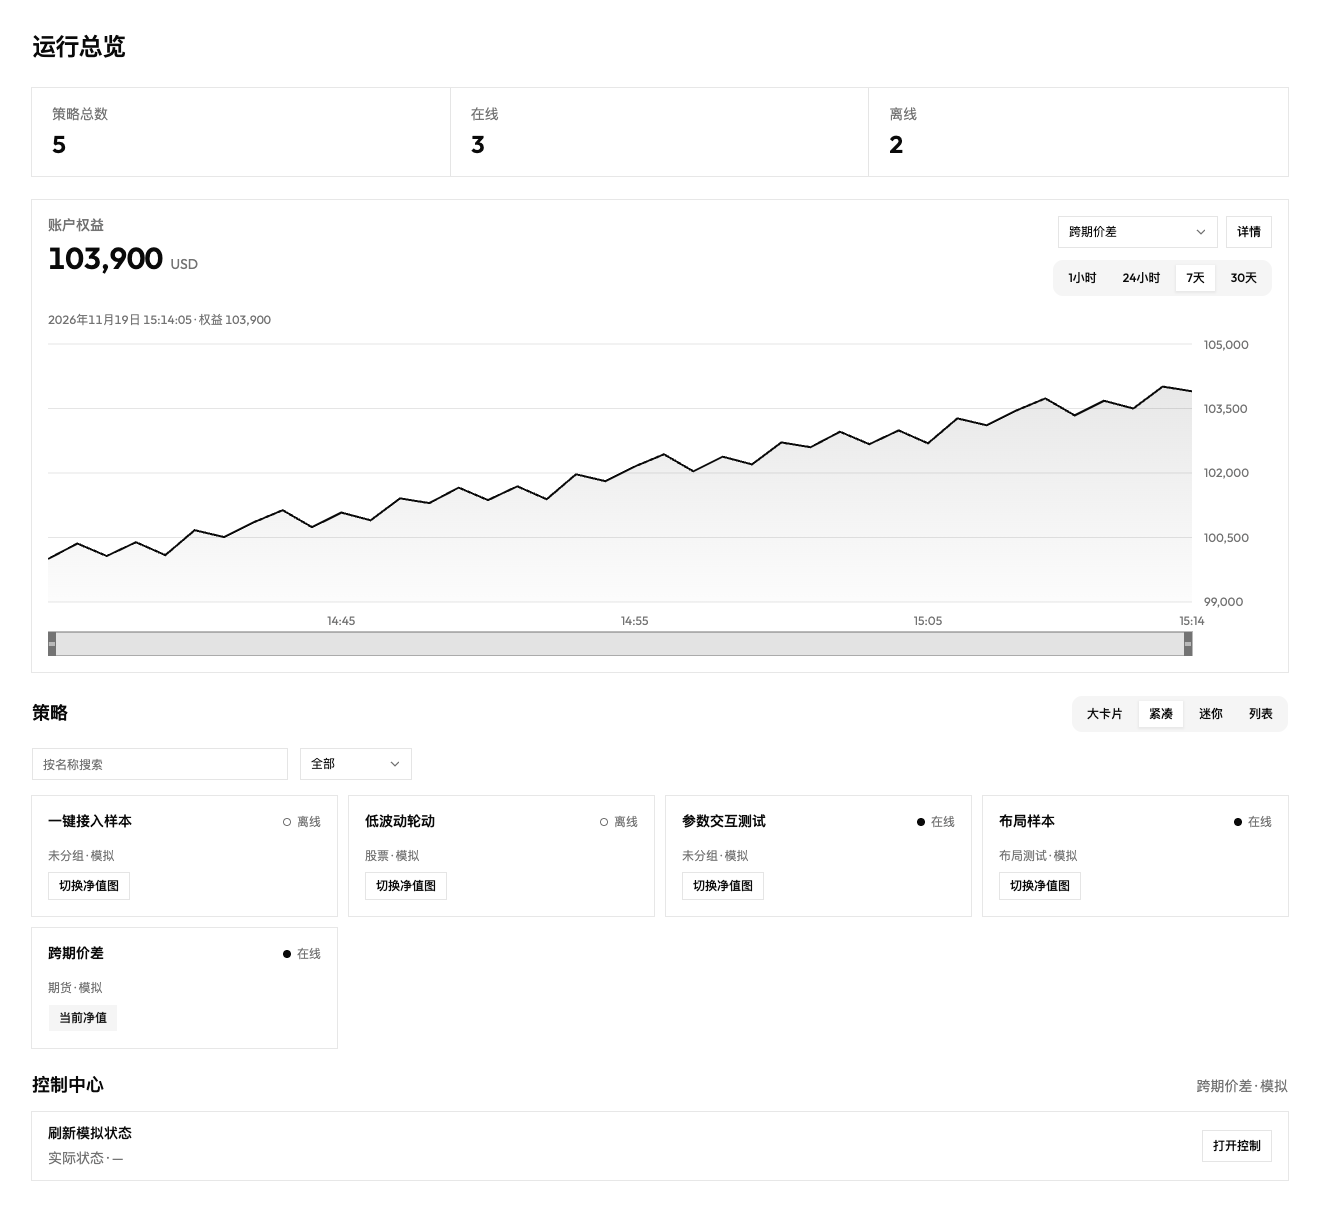 运行总览
策略总数
5
在线
3
离线
2
账户权益
103,900 USD
跨期价差
详情
1小时 24小时 7天 30天
2026年11月19日 15:14:05 · 权益 103,900
105,000
103,500
102,000
100,500
99,000
14:45 14:55 15:05 15:14
策略
大卡片 紧凑 迷你 列表
按名称搜索
全部
一键接入样本 离线
未分组 · 模拟
切换净值图
低波动轮动 离线
股票 · 模拟
切换净值图
参数交互测试 在线
未分组 · 模拟
切换净值图
布局样本 在线
布局测试 · 模拟
切换净值图
跨期价差 在线
期货 · 模拟
当前净值
控制中心
跨期价差 · 模拟
刷新模拟状态
实际状态 · —
打开控制